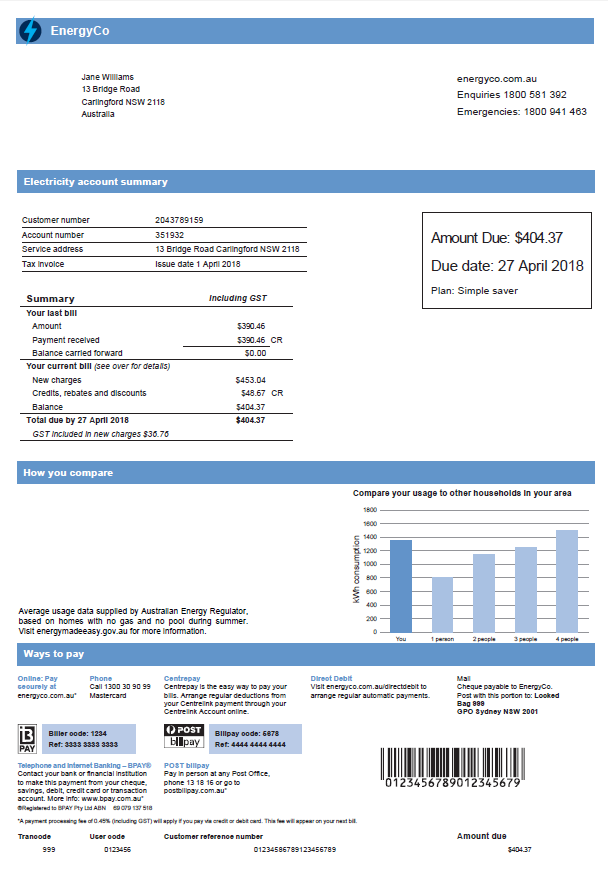 EnergyCo
Jane Williams
13 Bridge Road
Carlingford NSW 2118
Australia
energyco.com.au
Enquiries 1800 581 392
Emergencies: 1800 941 463
Electricity account summary
Customer number 2043789159
Account number 351932
Service address 13 Bridge Road Carlingford NSW 2118
Tax Invoice Issue date 1 April 2018
Amount Due: $404.37
Due date: 27 April 2018
Plan: Simple saver
Summary Including GST
Your last bill
Amount $390.46
Payment received $390.46 CR
Balance carried forward $0.00
Your current bill (see over for details)
New charges $453.04
Credits, rebates and discounts $48.67 CR
Balance $404.37
Total due by 27 April 2018 $404.37
GST included in new charges $36.76
How you compare
Compare your usage to other households in your area
kWh consumption
1800
1600
1400
1200
1000
800
600
400
200
0
You 1 person 2 people 3 people 4 people
Average usage data supplied by Australian Energy Regulator,
based on homes with no gas and no pool during summer.
Visit energymadeeasy.gov.au for more information.
Ways to pay
Online: Pay
securely at
energyco.com.au*
Phone
Call 1300 30 90 99
Mastercard
Centrepay
Centrepay is the easy way to pay your
bills. Arrange regular deductions from
your Centrelink payment through your
Centrelink Account online.
Direct Debit
Visit energyco.com.au/directdebit to
arrange regular automatic payments.
Mail
Cheque payable to EnergyCo.
Post with this portion to: Looked
Bag 999
GPO Sydney NSW 2001
B
PAY
Biller code: 1234
Ref: 3333 3333 3333
POST
billpay
Billpay code: 5678
Ref: 4444 4444 4444
Telephone and Internet Banking – BPAY®
Contact your bank or financial institution
to make this payment from your cheque,
savings, debit, credit card or transaction
account. More info: www.bpay.com.au*
®Registered to BPAY Pty Ltd ABN 69 079 137 518
POST billpay
Pay in person at any Post Office,
phone 13 18 16 or go to
postbillpay.com.au*
012345678901234 5679
*A payment processing fee of 0.45% (including GST) will apply if you pay via credit or debit card. This fee will appear on your next bill.
Trancode User code Customer reference number Amount due
999 0123456 01234586789123456789 $404.37